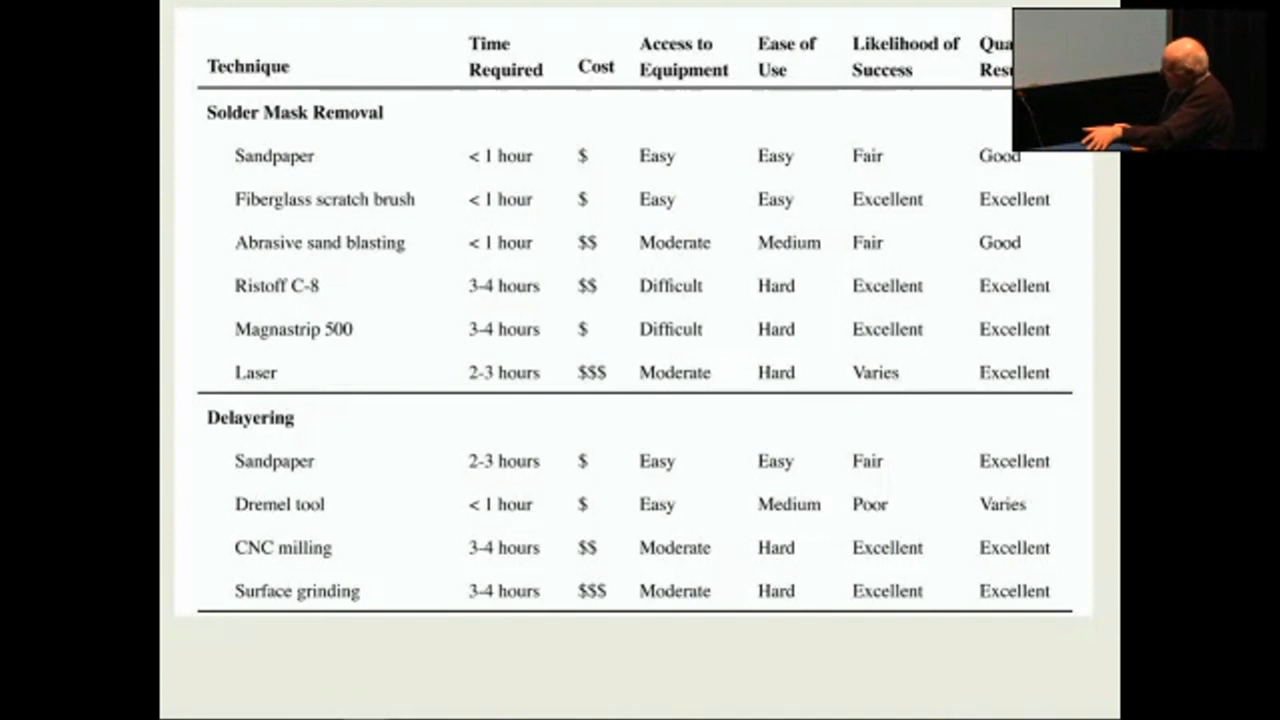 Technique Time Required Cost Access to Equipment Ease of Use Likelihood of Success
Solder Mask Removal
Sandpaper < 1 hour $ Easy Easy Fair Good
Fiberglass scratch brush < 1 hour $ Easy Easy Excellent Excellent
Abrasive sand blasting < 1 hour $$ Moderate Medium Fair Good
Ristoff C-8 3-4 hours $$ Difficult Hard Excellent Excellent
Magnastrip 500 3-4 hours $ Difficult Hard Excellent Excellent
Laser 2-3 hours $$$ Moderate Hard Varies Excellent
Delayering
Sandpaper 2-3 hours $ Easy Easy Fair Excellent
Dremel tool < 1 hour $ Easy Medium Poor Varies
CNC milling 3-4 hours $$ Moderate Hard Excellent Excellent
Surface grinding 3-4 hours $$$ Moderate Hard Excellent Excellent